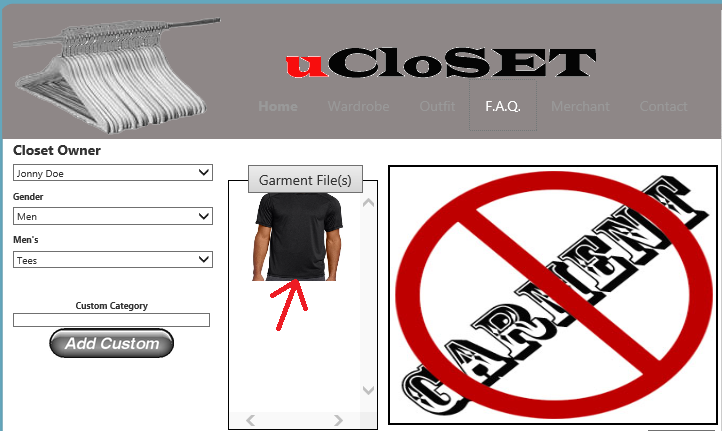 uCloSET
Home Wardrobe Outfit F.A.Q. Merchant Contact
Closet Owner
Jonny Doe
Gender
Men
Men's
Tees
Custom Category
Add Custom
Garment File(s)
GARMENT